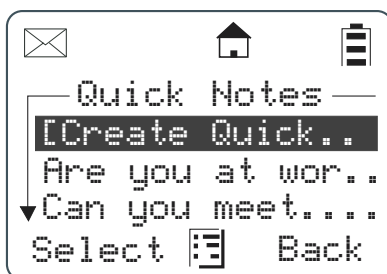 Quick Notes
[Create Quick..
Are you at wor..
Can you meet....
Select Back